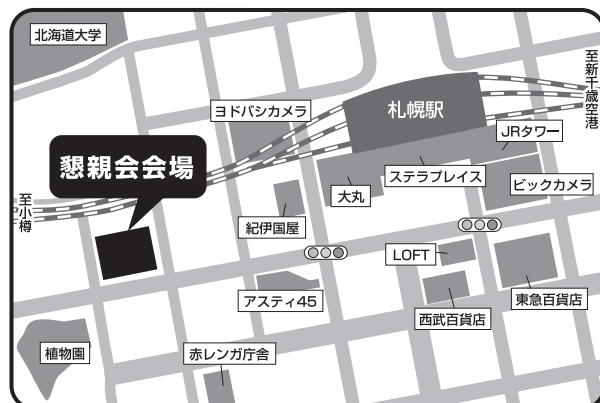 北海道大学
至新千歳空港
ヨドバシカメラ
札幌駅
JRタワー
懇親会会場
ステラプレイス
ビックカメラ
大丸
至小樽
紀伊国屋
LOFT
アスティ45
東急百貨店
西武百貨店
植物園
赤レンガ庁舎